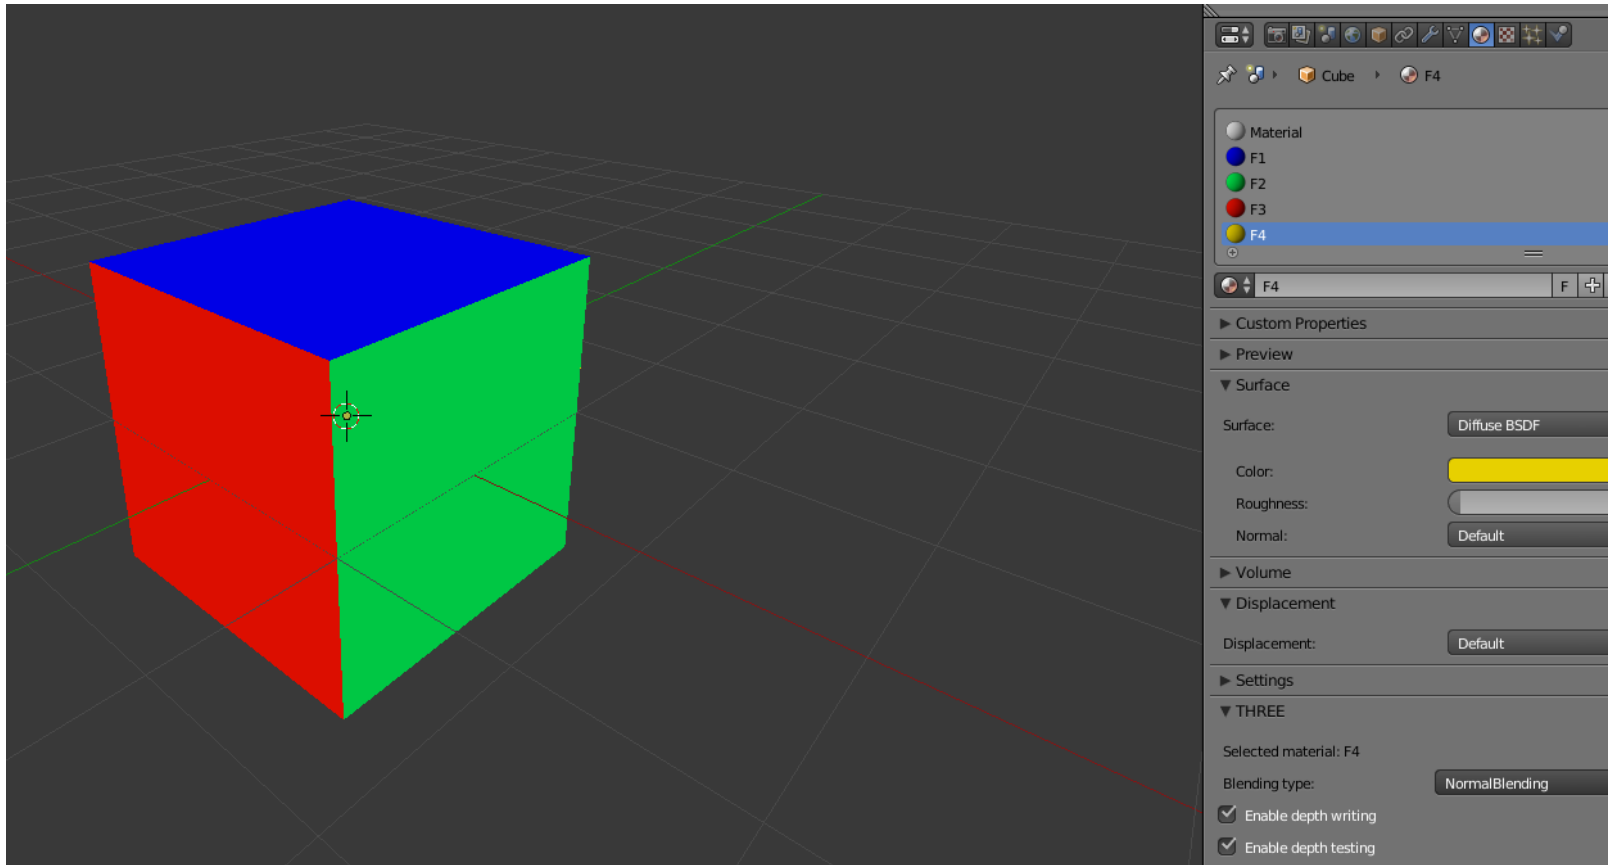 Cube F4
Material
F1
F2
F3
F4
F4 F
Custom Properties
Preview
Surface
Surface: Diffuse BSDF
Color:
Roughness:
Normal: Default
Volume
Displacement
Displacement: Default
Settings
THREE
Selected material: F4
Blending type: NormalBlending
Enable depth writing
Enable depth testing